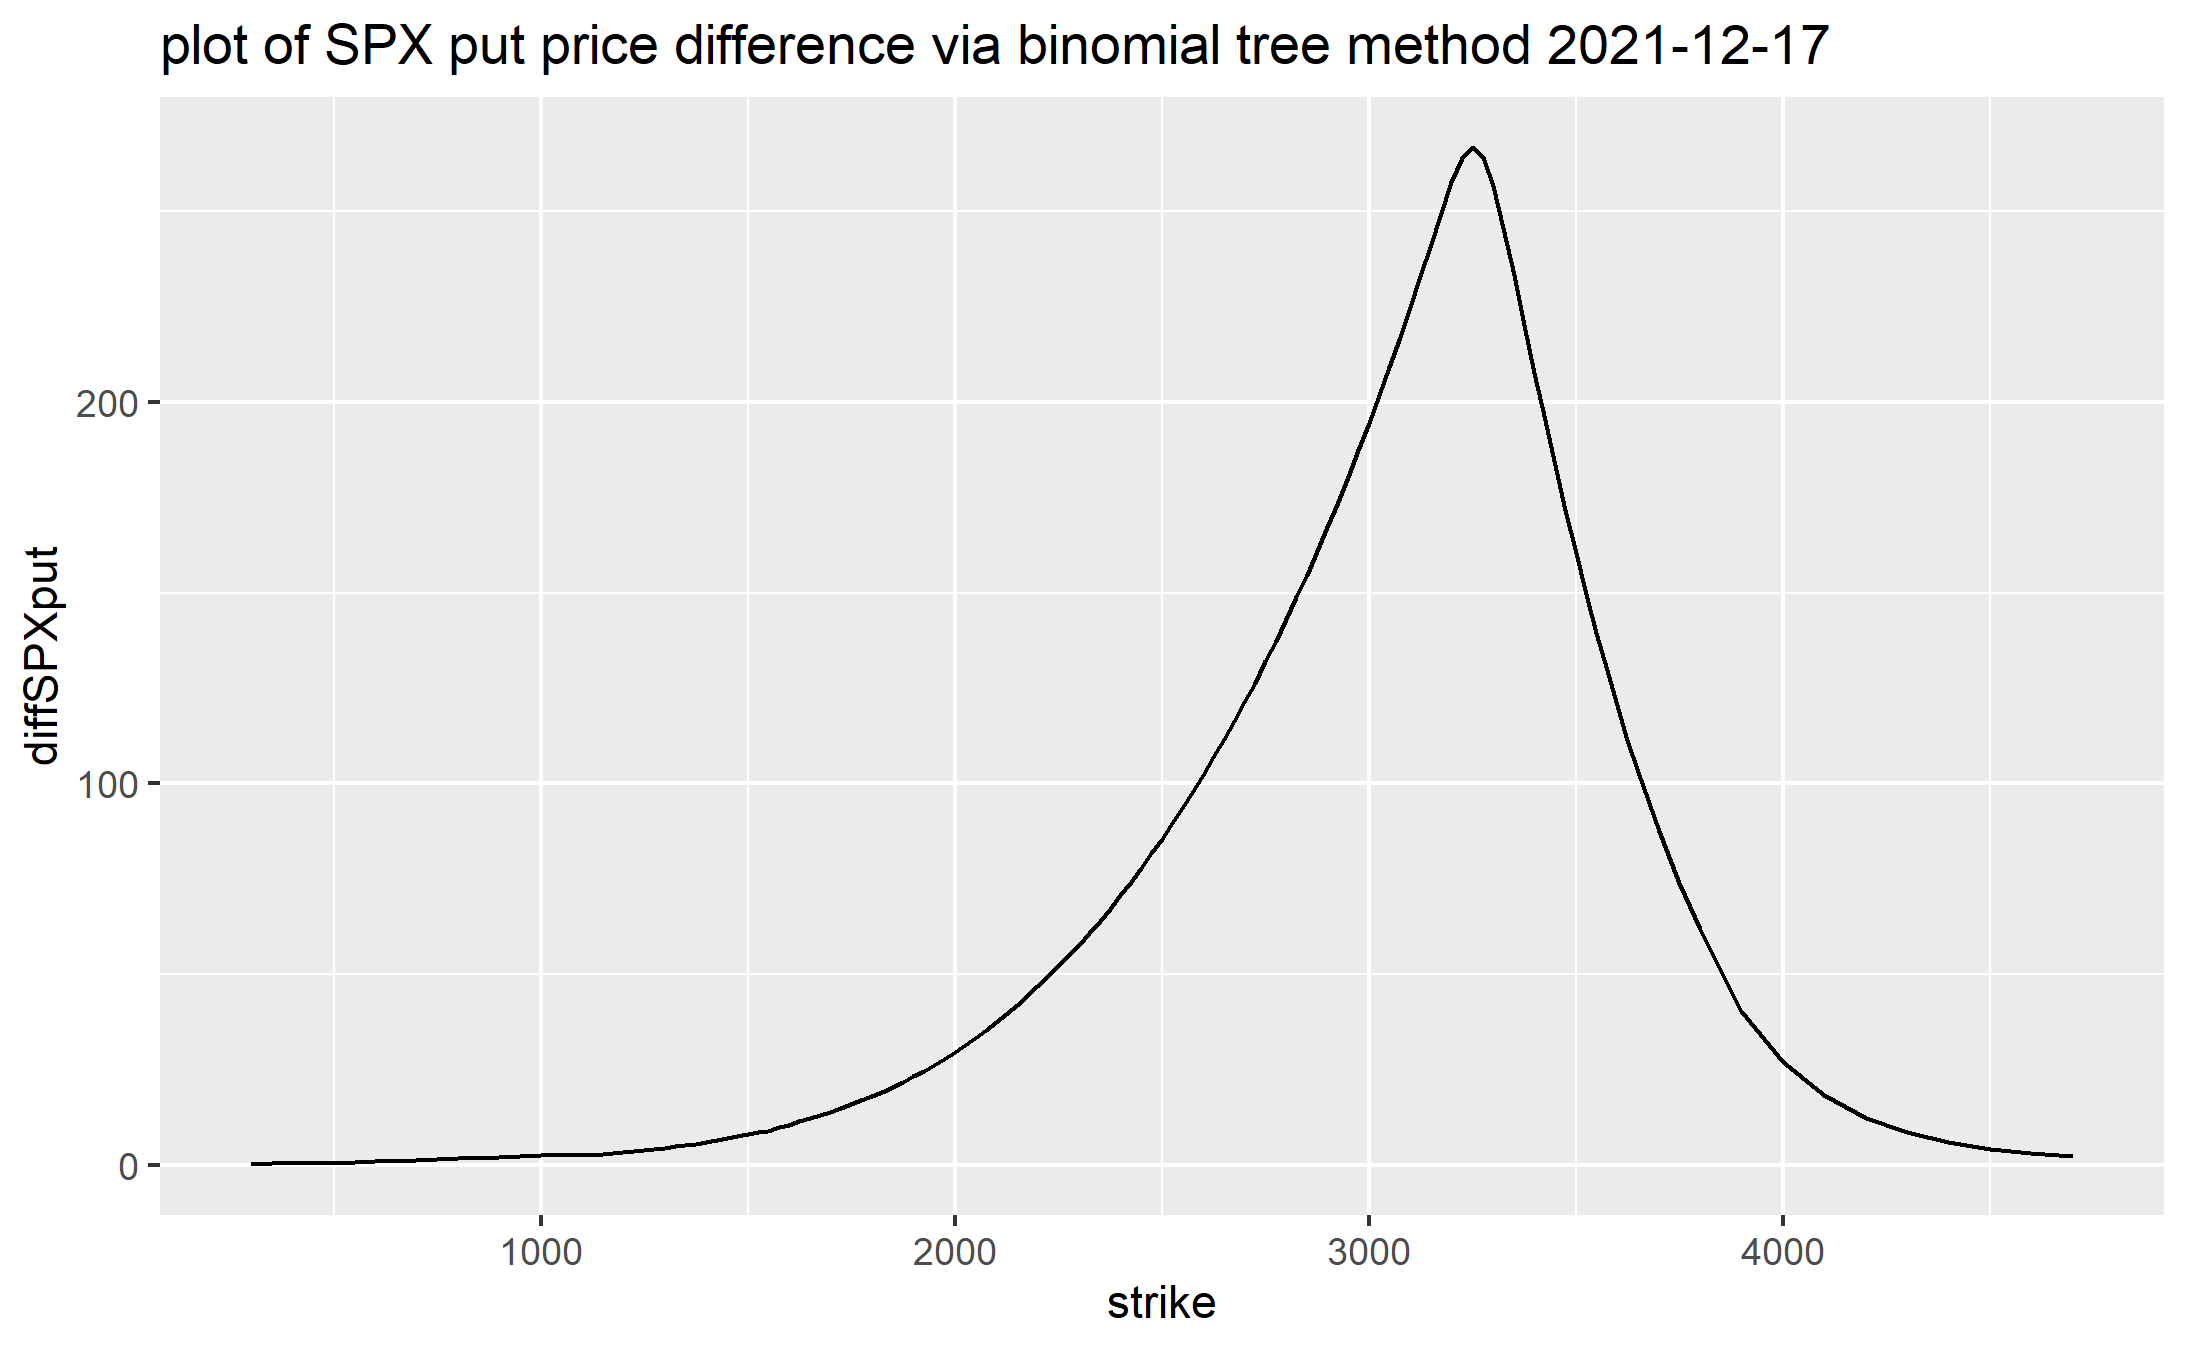 plot of SPX put price difference via binomial tree method 2021-12-17
diffSPXput
200
100
0
1000 2000 3000 4000
strike